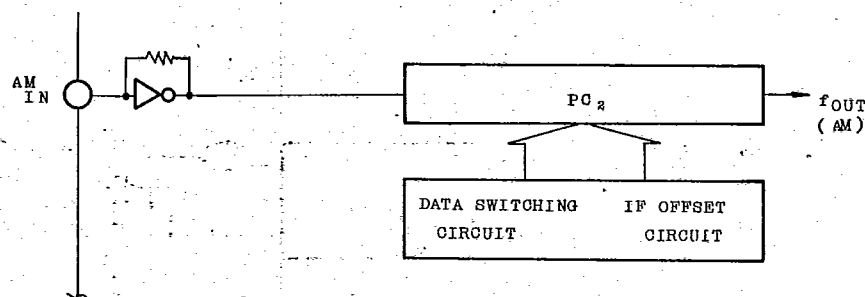 AM
IN
PC₂
fOUT
(AM)
DATA SWITCHING
CIRCUIT
IF OFFSET
CIRCUIT